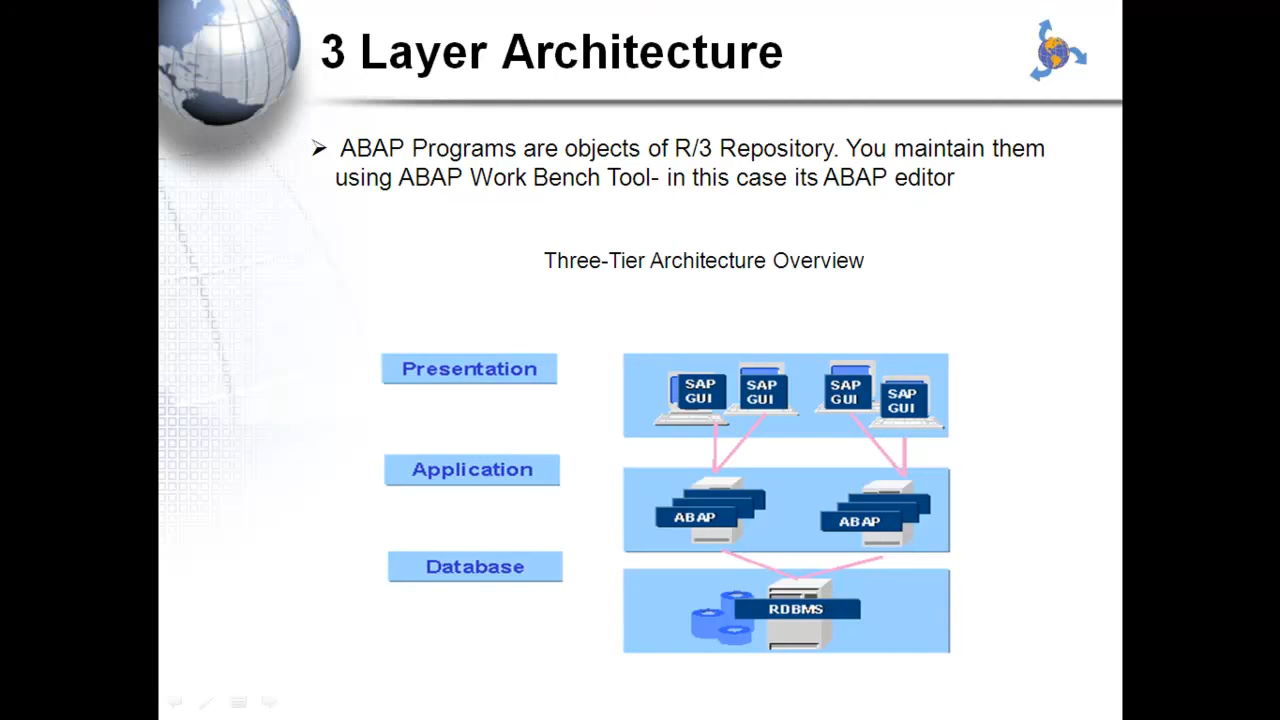 3 Layer Architecture
➢ ABAP Programs are objects of R/3 Repository. You maintain them
using ABAP Work Bench Tool- in this case its ABAP editor
Three-Tier Architecture Overview
Presentation
SAP GUI
SAP GUI
SAP GUI
SAP GUI
Application
ABAP
ABAP
Database
RDBMS